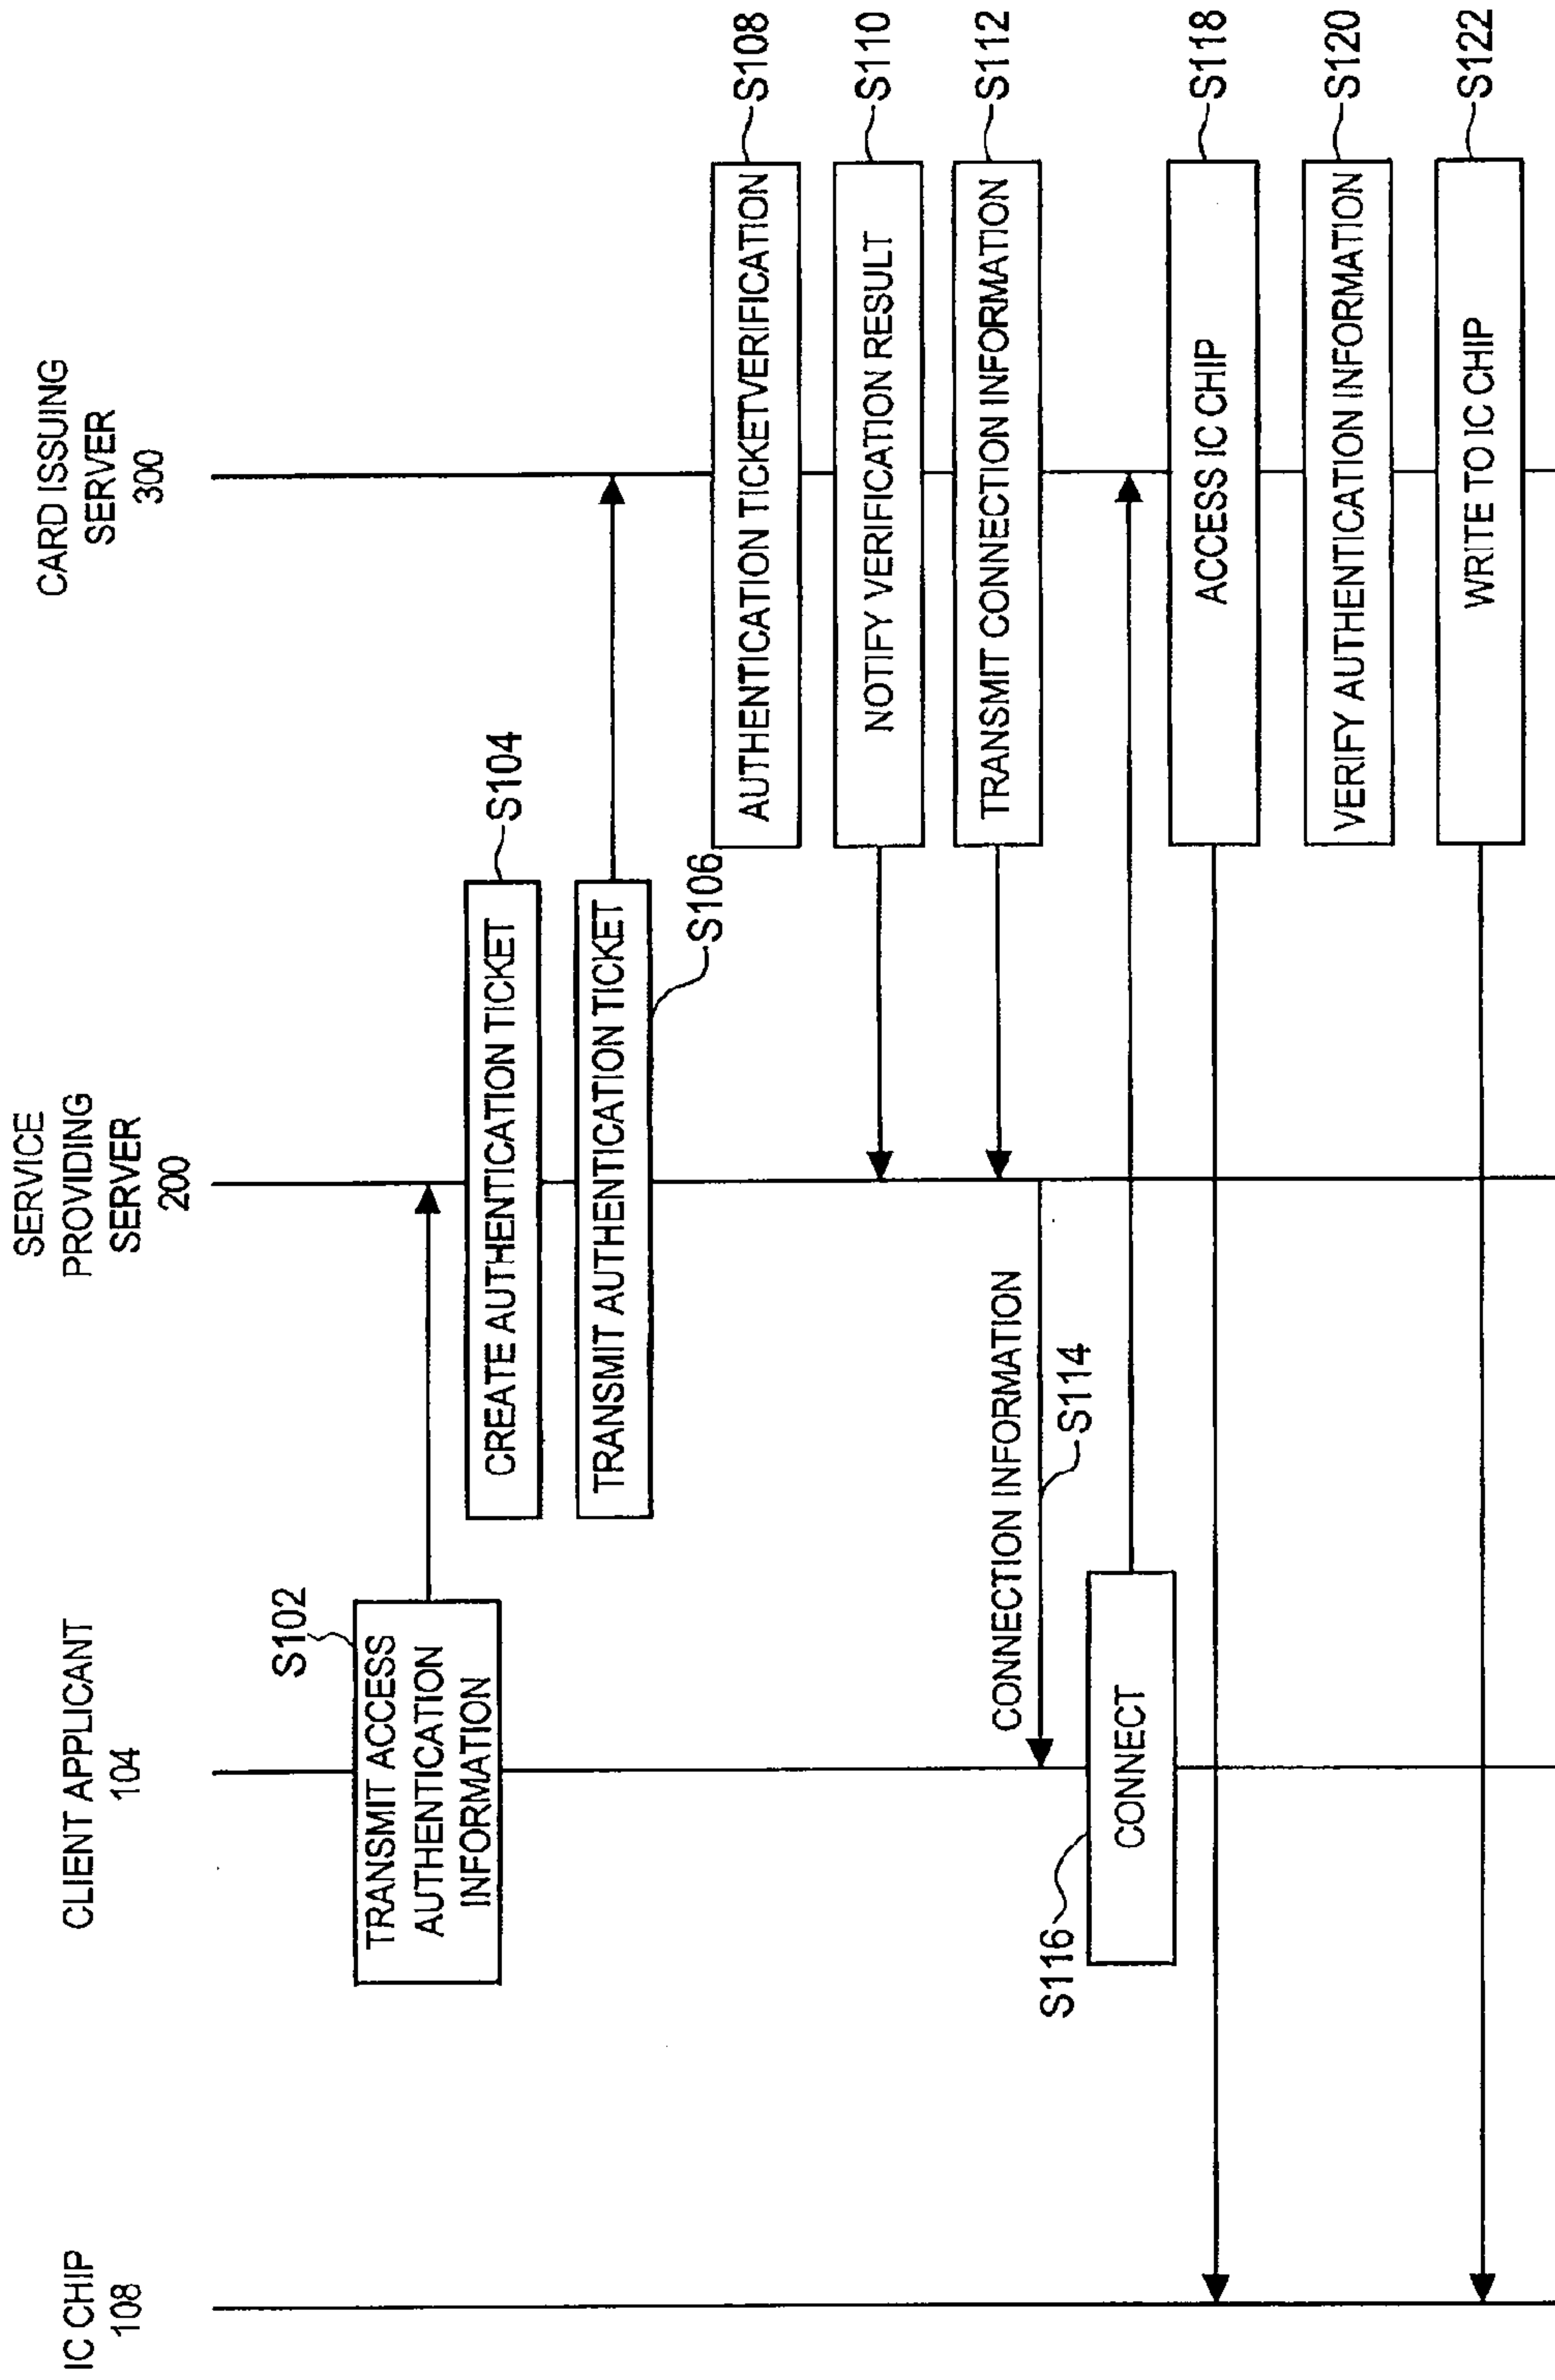 IC CHIP
108
CLIENT APPLICANT
104
SERVICE
PROVIDING
SERVER
200
CARD ISSUING
SERVER
300
S102
TRANSMIT ACCESS
AUTHENTICATION
INFORMATION
CREATE AUTHENTICATION TICKET
S104
TRANSMIT AUTHENTICATION TICKET
S106
AUTHENTICATION TICKETVERIFICATION
S108
NOTIFY VERIFICATION RESULT
S110
TRANSMIT CONNECTION INFORMATION
S112
CONNECTION INFORMATION
S114
S116
CONNECT
ACCESS IC CHIP
S118
VERIFY AUTHENTICATION INFORMATION
S120
WRITE TO IC CHIP
S122